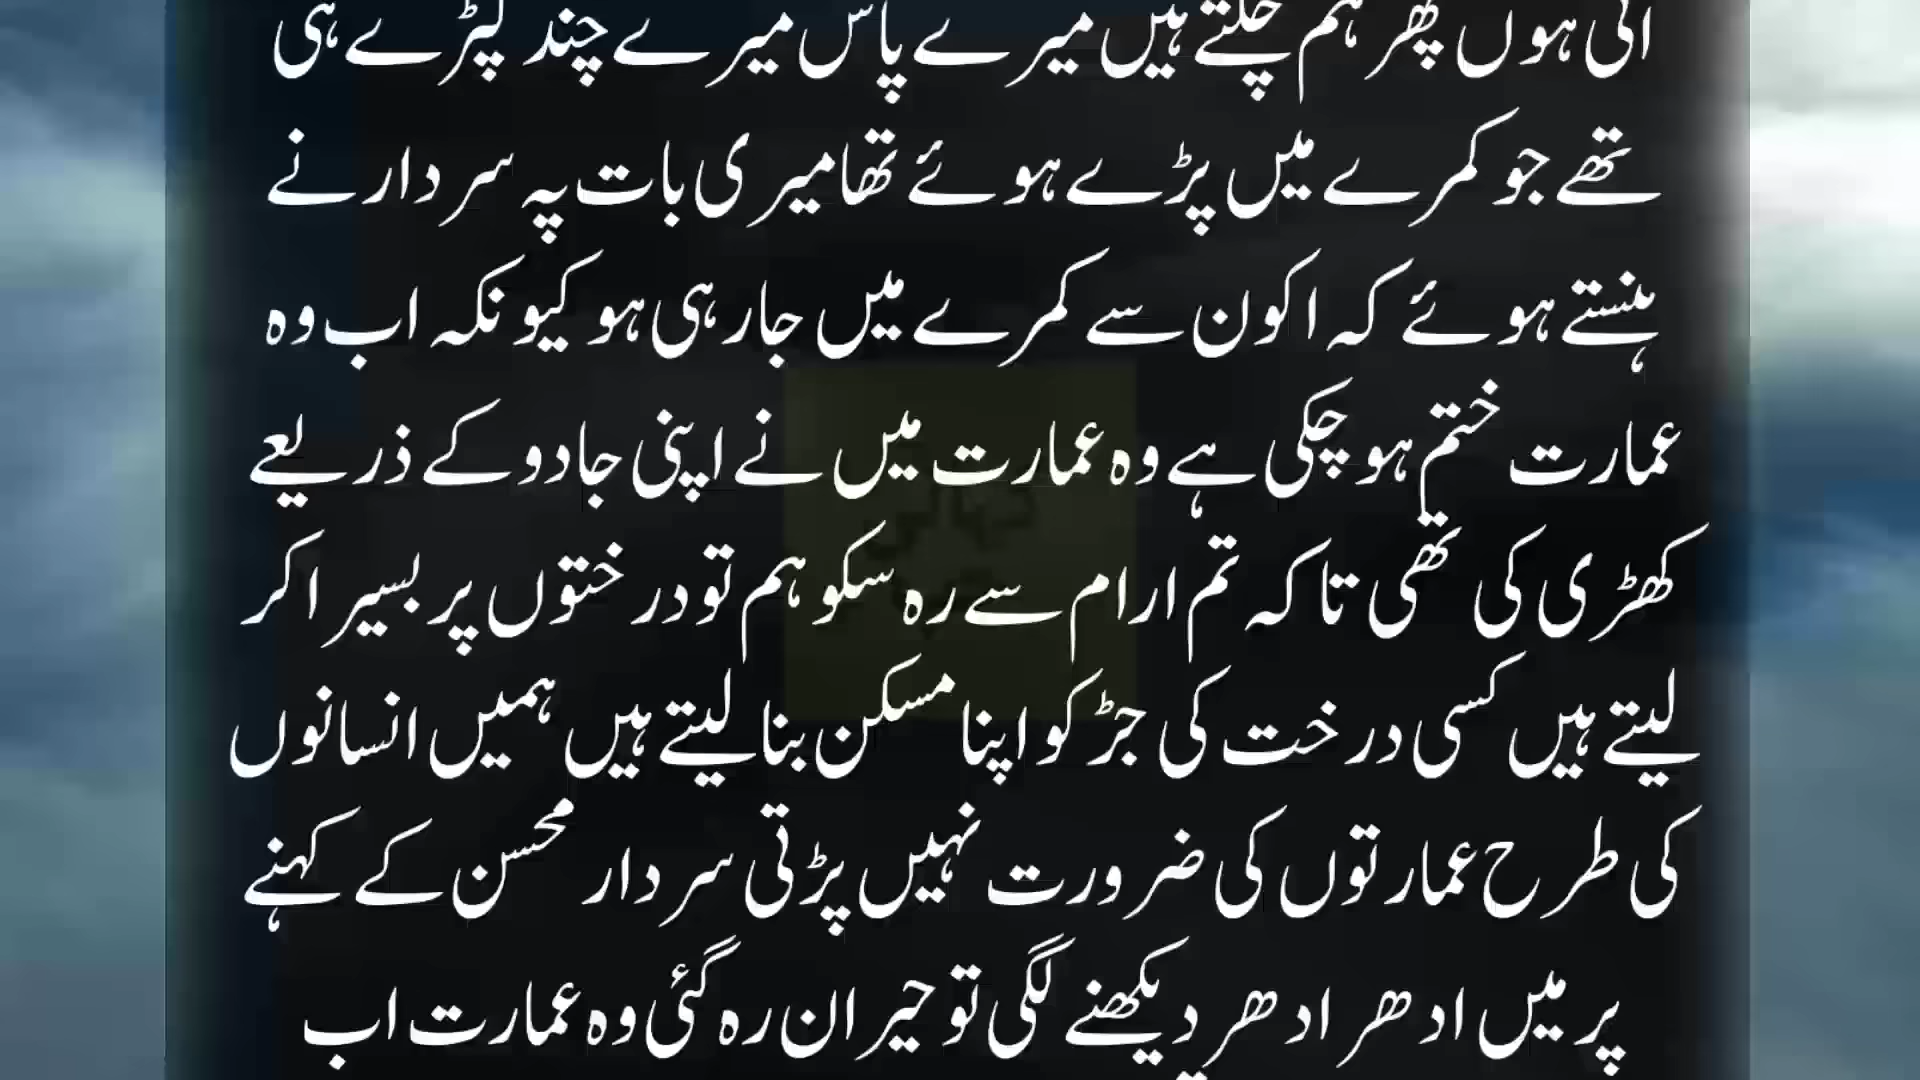 اتی ہوں پھر ہم چلتے ہیں میرے پاس میرے چند کپڑے ہی
تھے جو کمرے میں پڑے ہوئے تھا میری بات پہ سردار نے
ہنستے ہوئے کہ اکون سے کمرے میں جارہی ہو کیونکہ اب وہ
عمارت ختم ہو چکی ہے وہ عمارت میں نے اپنی جادو کے ذریعے
کھڑی کی تھی تاکہ تم ارام سے رہ سکو ہم تو درختوں پر بسیرا کر
لیتے ہیں کسی درخت کی جڑ کو اپنا مسکن بنا لیتے ہیں ہمیں انسانوں
کی طرح عمارتوں کی ضرورت نہیں پڑتی سردار محسن کے کہنے
پر میں ادھر ادھر دیکھنے لگی تو حیران رہ گئی وہ عمارت اب